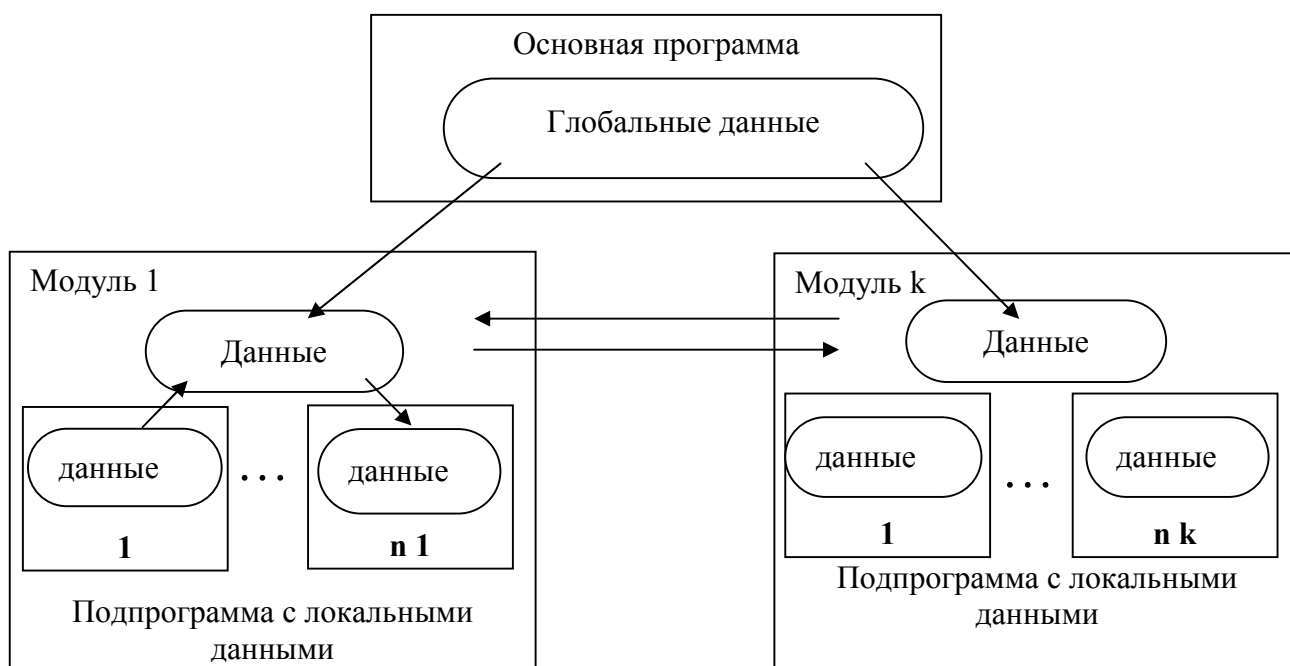 Основная программа
Глобальные данные
Модуль 1
Данные
данные
. . .
данные
1
n 1
Подпрограмма с локальными
данными
Модуль k
Данные
данные
. . .
данные
1
n k
Подпрограмма с локальными
данными